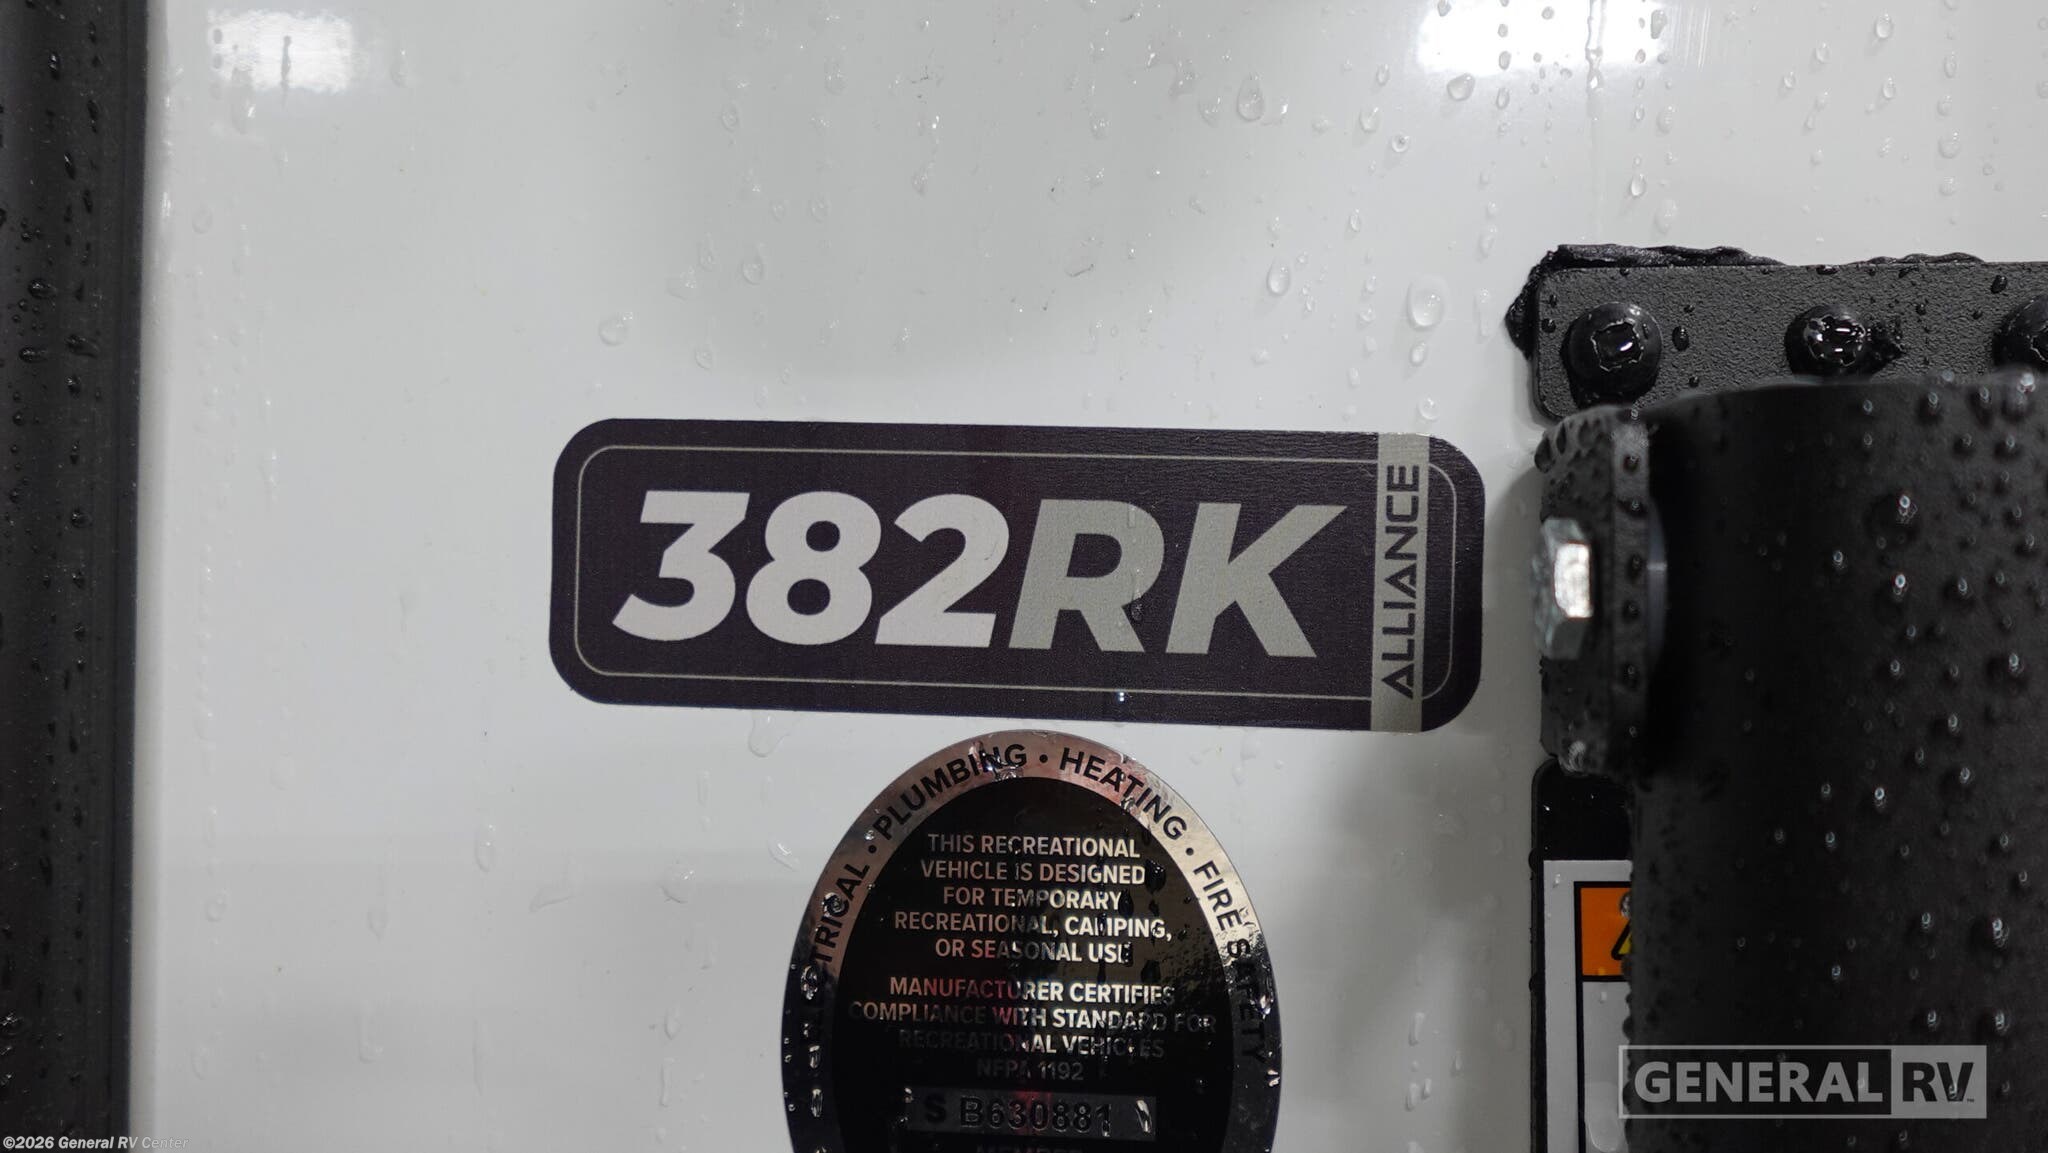 382RK
ALLIANCE
ELECTRICAL • PLUMBING • HEATING • FIRE SAFETY
THIS RECREATIONAL
VEHICLE IS DESIGNED
FOR TEMPORARY
RECREATIONAL, CAMPING,
OR SEASONAL USE
MANUFACTURER CERTIFIES
COMPLIANCE WITH STANDARD FOR
RECREATIONAL VEHICLES
NFPA 1192
S B630881
MEMBER
GENERAL RV
©2026 General RV Center